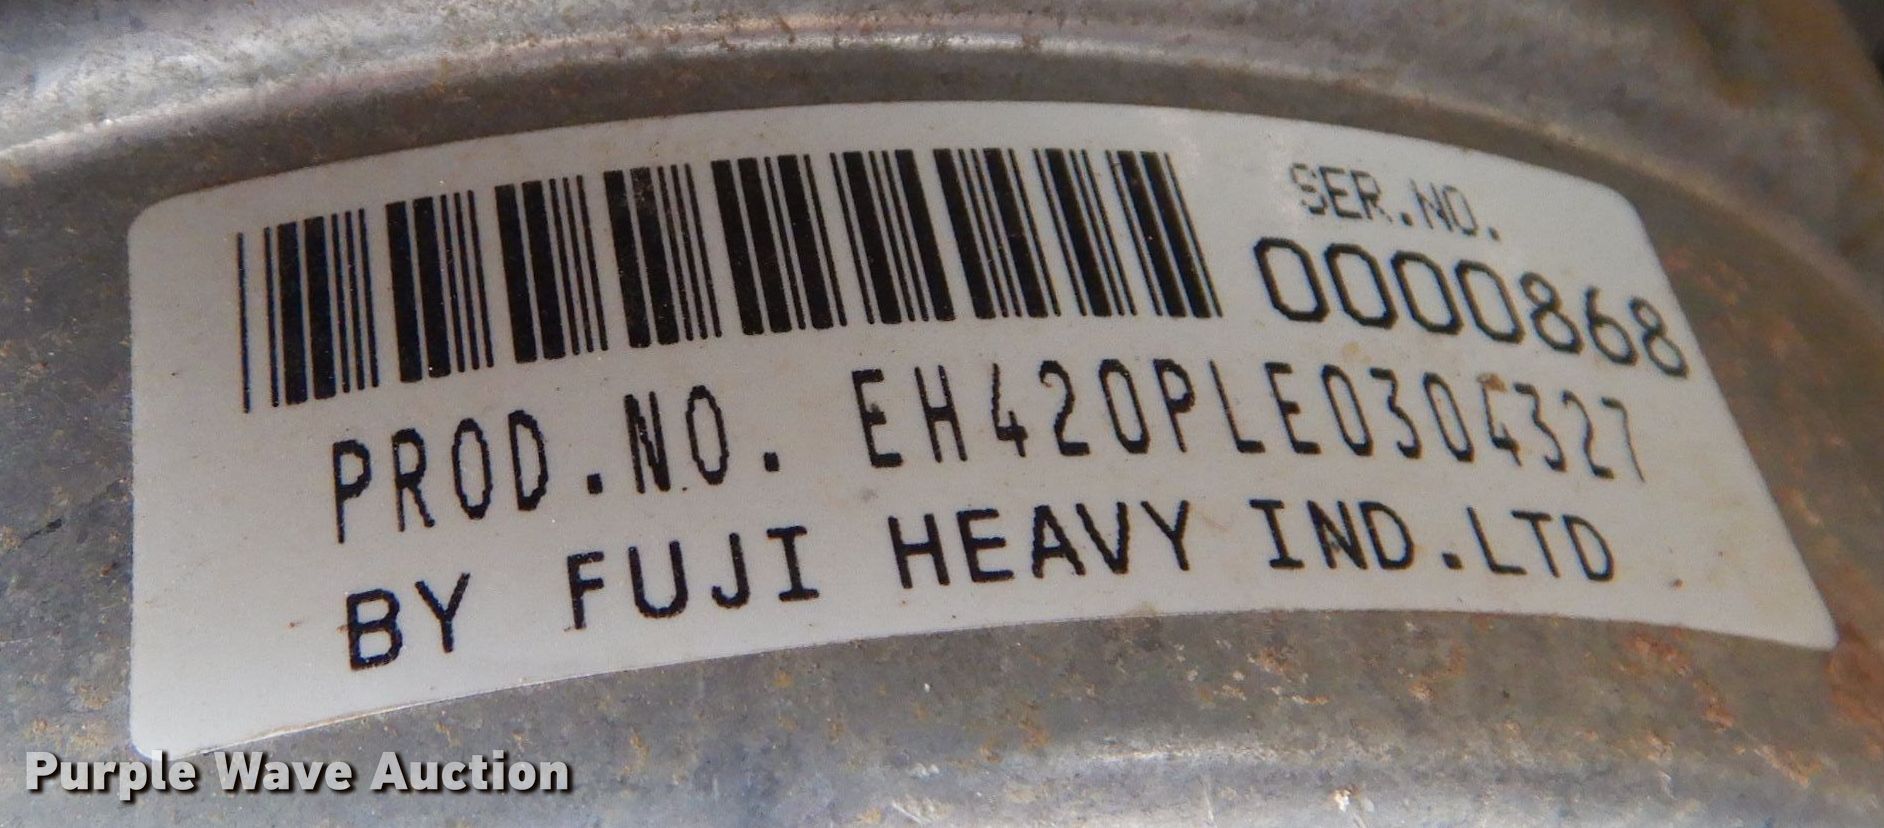 SER.NO.
0000868
PROD.NO. EH420PLE0304327
BY FUJI HEAVY IND.LTD
Purple Wave Auction